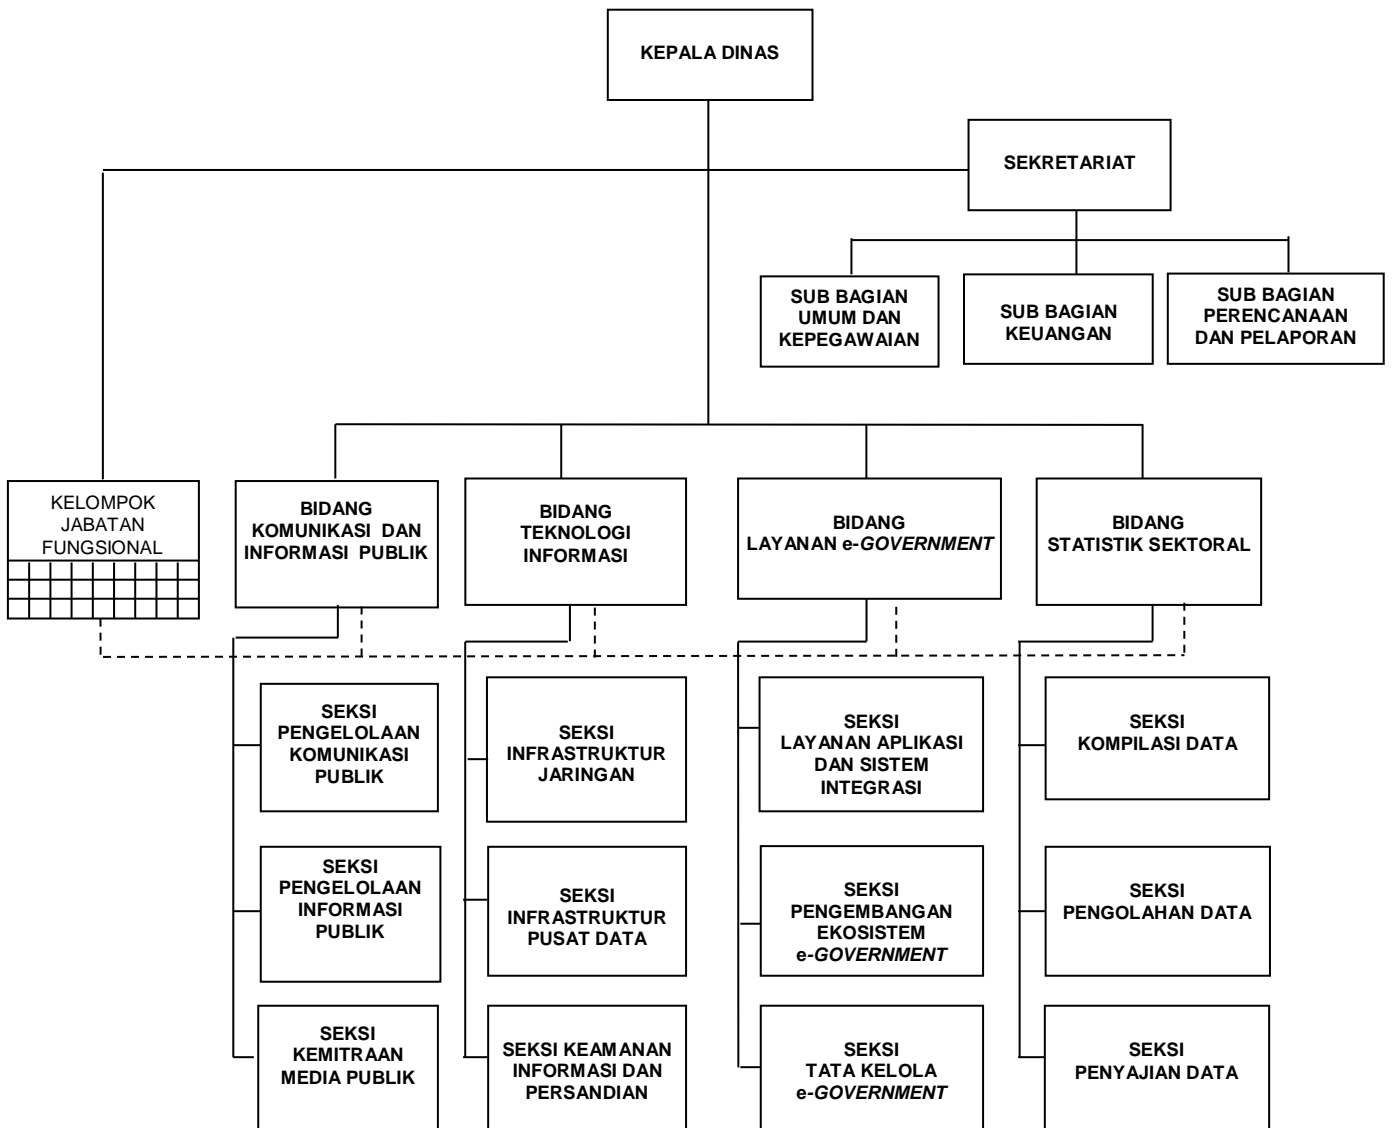 KEPALA DINAS
SEKRETARIAT
SUB BAGIAN
UMUM DAN
KEPEGAWAIAN
SUB BAGIAN
KEUANGAN
SUB BAGIAN
PERENCANAAN
DAN PELAPORAN
KELOMPOK
JABATAN
FUNGSIONAL
BIDANG
KOMUNIKASI DAN
INFORMASI PUBLIK
BIDANG
TEKNOLOGI
INFORMASI
BIDANG
LAYANAN e-GOVERNMENT
BIDANG
STATISTIK SEKTORAL
SEKSI
PENGELOLAAN
KOMUNIKASI
PUBLIK
SEKSI
INFRASTRUKTUR
JARINGAN
SEKSI
LAYANAN APLIKASI
DAN SISTEM
INTEGRASI
SEKSI
KOMPILASI DATA
SEKSI
PENGELOLAAN
INFORMASI
PUBLIK
SEKSI
INFRASTRUKTUR
PUSAT DATA
SEKSI
PENGEMBANGAN
EKOSISTEM
e-GOVERNMENT
SEKSI
PENGOLAHAN DATA
SEKSI
KEMITRAAN
MEDIA PUBLIK
SEKSI KEAMANAN
INFORMASI DAN
PERSANDIAN
SEKSI
TATA KELOLA
e-GOVERNMENT
SEKSI
PENYAJIAN DATA